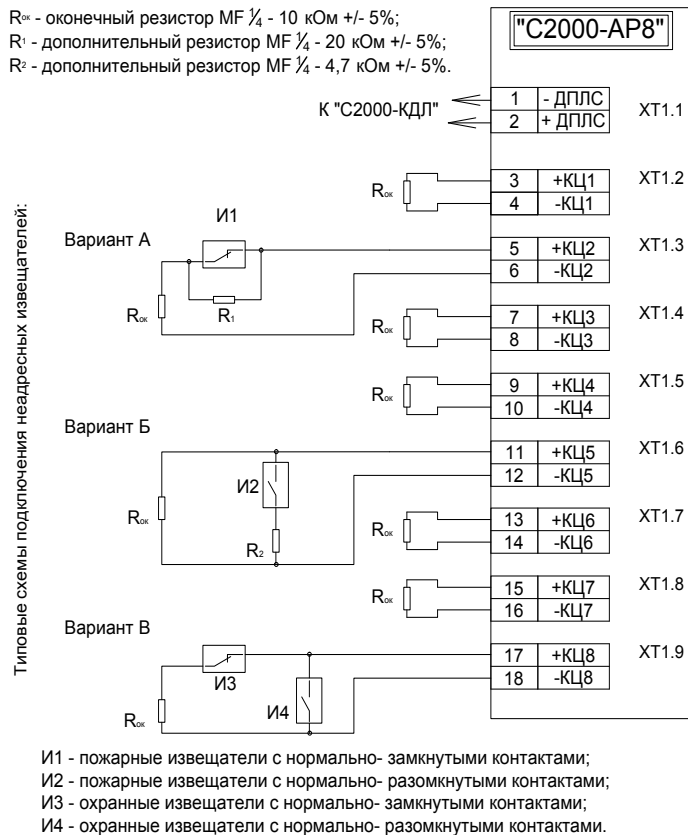 Rок - оконечный резистор MF ¼ - 10 кОм +/- 5%;
R1 - дополнительный резистор MF ¼ - 20 кОм +/- 5%;
R2 - дополнительный резистор MF ¼ - 4,7 кОм +/- 5%.
"С2000-АР8"
К "С2000-КДЛ"
1 - ДПЛС
2 + ДПЛС
XT1.1
Rок
3 +КЦ1
4 -КЦ1
XT1.2
Типовые схемы подключения неадресных извещателей:
Вариант А
И1
Rок
R1
5 +КЦ2
6 -КЦ2
XT1.3
Rок
7 +КЦ3
8 -КЦ3
XT1.4
Rок
9 +КЦ4
10 -КЦ4
XT1.5
Вариант Б
И2
Rок
R2
11 +КЦ5
12 -КЦ5
XT1.6
Rок
13 +КЦ6
14 -КЦ6
XT1.7
Rок
15 +КЦ7
16 -КЦ7
XT1.8
Вариант В
И3
И4
Rок
17 +КЦ8
18 -КЦ8
XT1.9
И1 - пожарные извещатели с нормально- замкнутыми контактами;
И2 - пожарные извещатели с нормально- разомкнутыми контактами;
И3 - охранные извещатели с нормально- замкнутыми контактами;
И4 - охранные извещатели с нормально- разомкнутыми контактами.